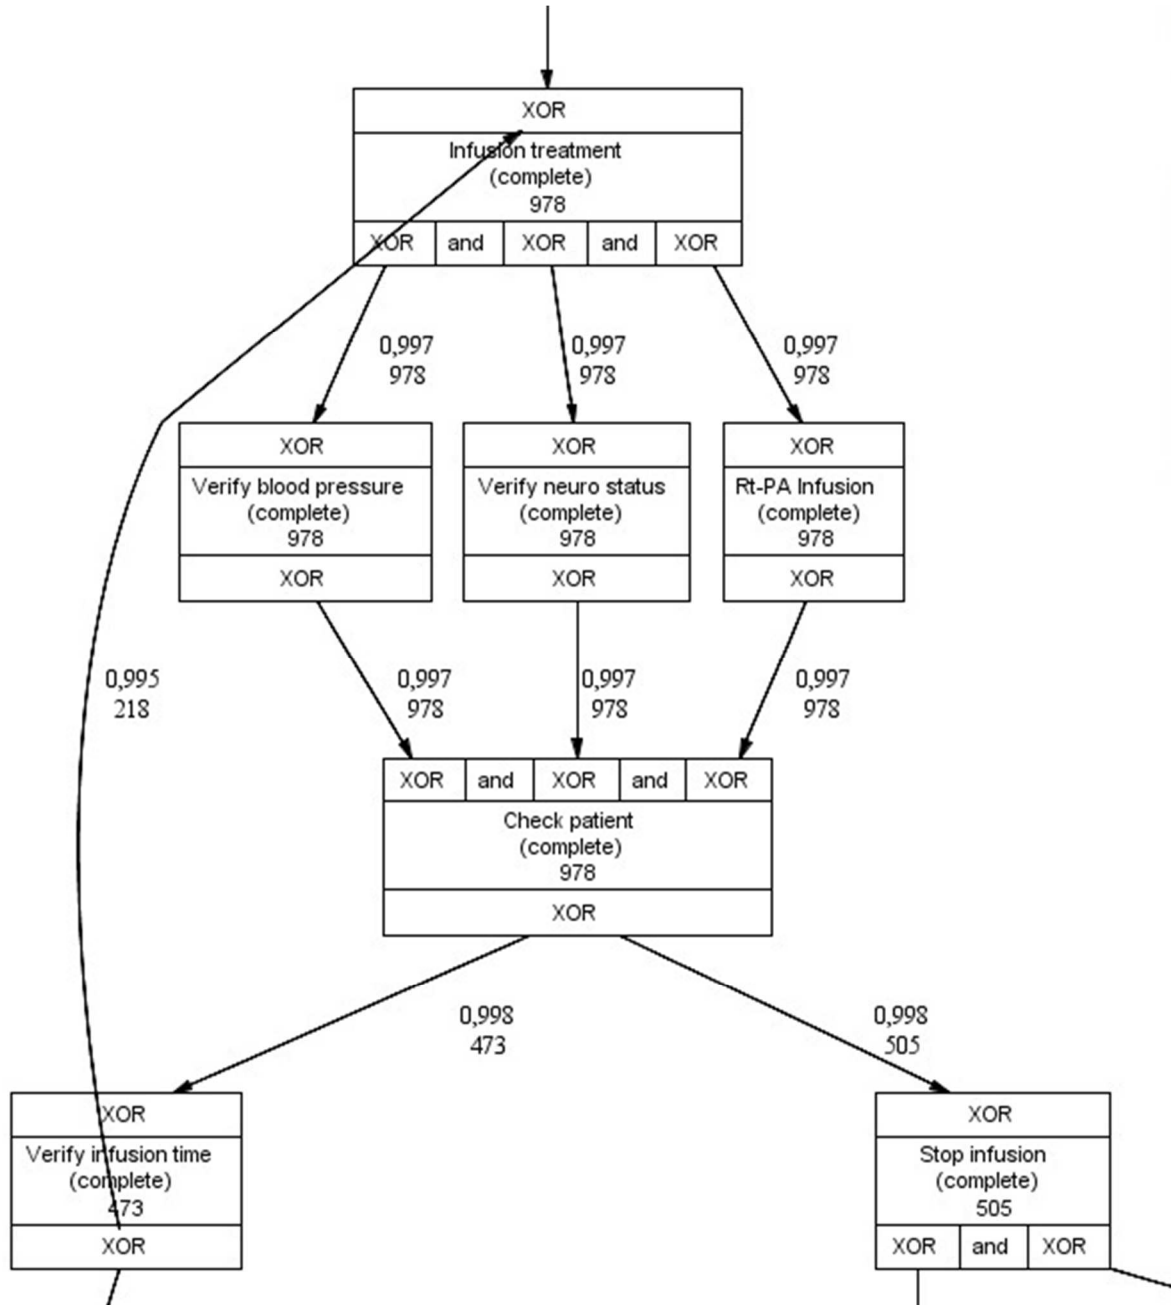 XOR
Infusion treatment
(complete)
978
XOR and XOR and XOR
0,997 0,997 0,997
978 978 978
XOR XOR XOR
Verify blood pressure Verify neuro status Rt-PA Infusion
(complete) (complete) (complete)
978 978 978
XOR XOR XOR
0,995 0,997 0,997 0,997
218 978 978 978
XOR and XOR and XOR
Check patient
(complete)
978
XOR
0,998 0,998
473 505
XOR XOR
Verify infusion time Stop infusion
(complete) (complete)
473 505
XOR XOR and XOR